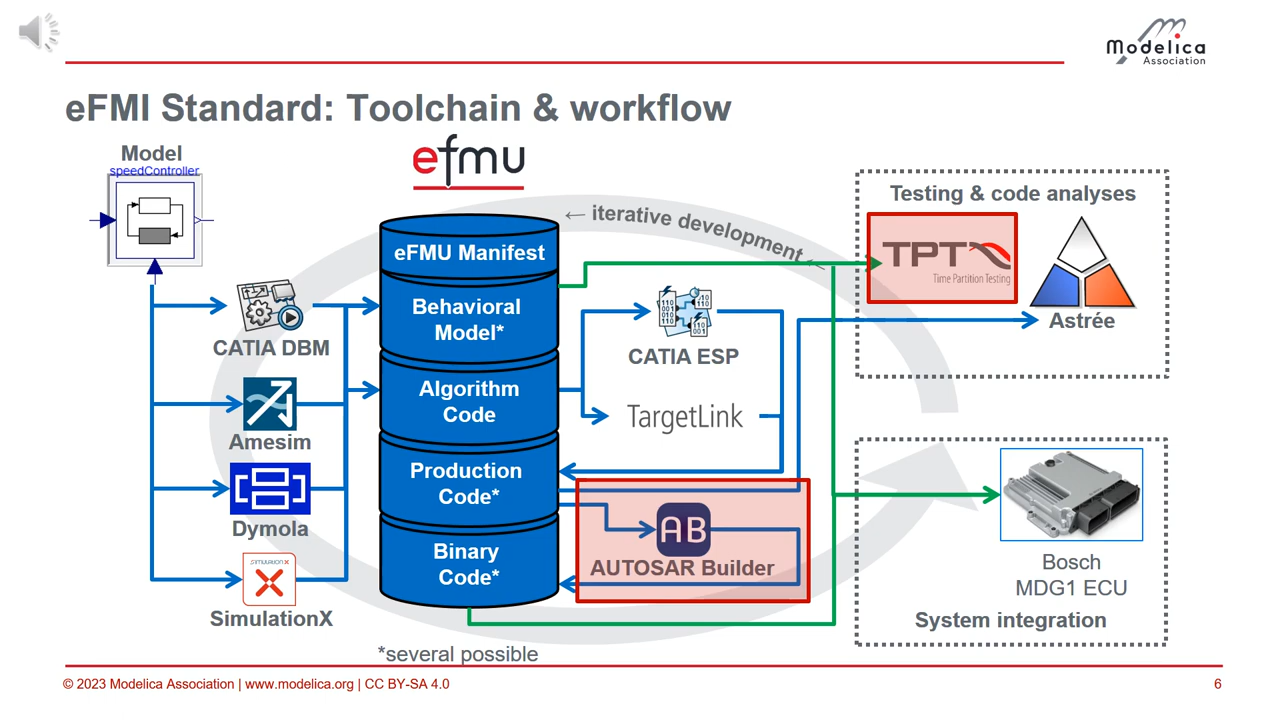 Modelica
Association
eFMI Standard: Toolchain & workflow
Model
speedController
efmu
← iterative development ←
eFMU Manifest
Behavioral
Model*
Algorithm
Code
Production
Code*
Binary
Code*
CATIA DBM
Amesim
Dymola
SimulationX
SimulationX
CATIA ESP
TargetLink
AB
AUTOSAR Builder
Testing & code analyses
TPT
Time Partition Testing
Astrée
Bosch
MDG1 ECU
System integration
*several possible
© 2023 Modelica Association | www.modelica.org | CC BY-SA 4.0
6